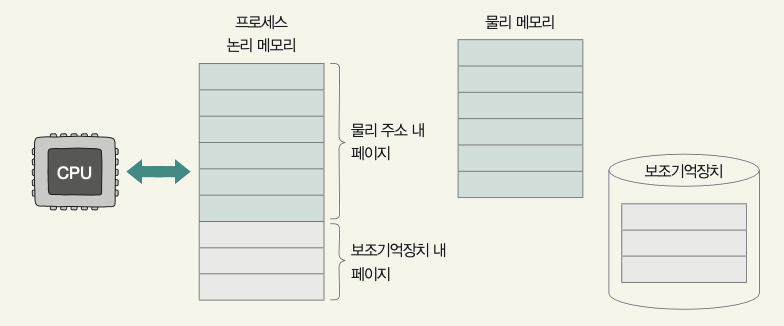 프로세스
논리 메모리
물리 메모리
물리 주소 내
페이지
CPU
보조기억장치
보조기억장치 내
페이지